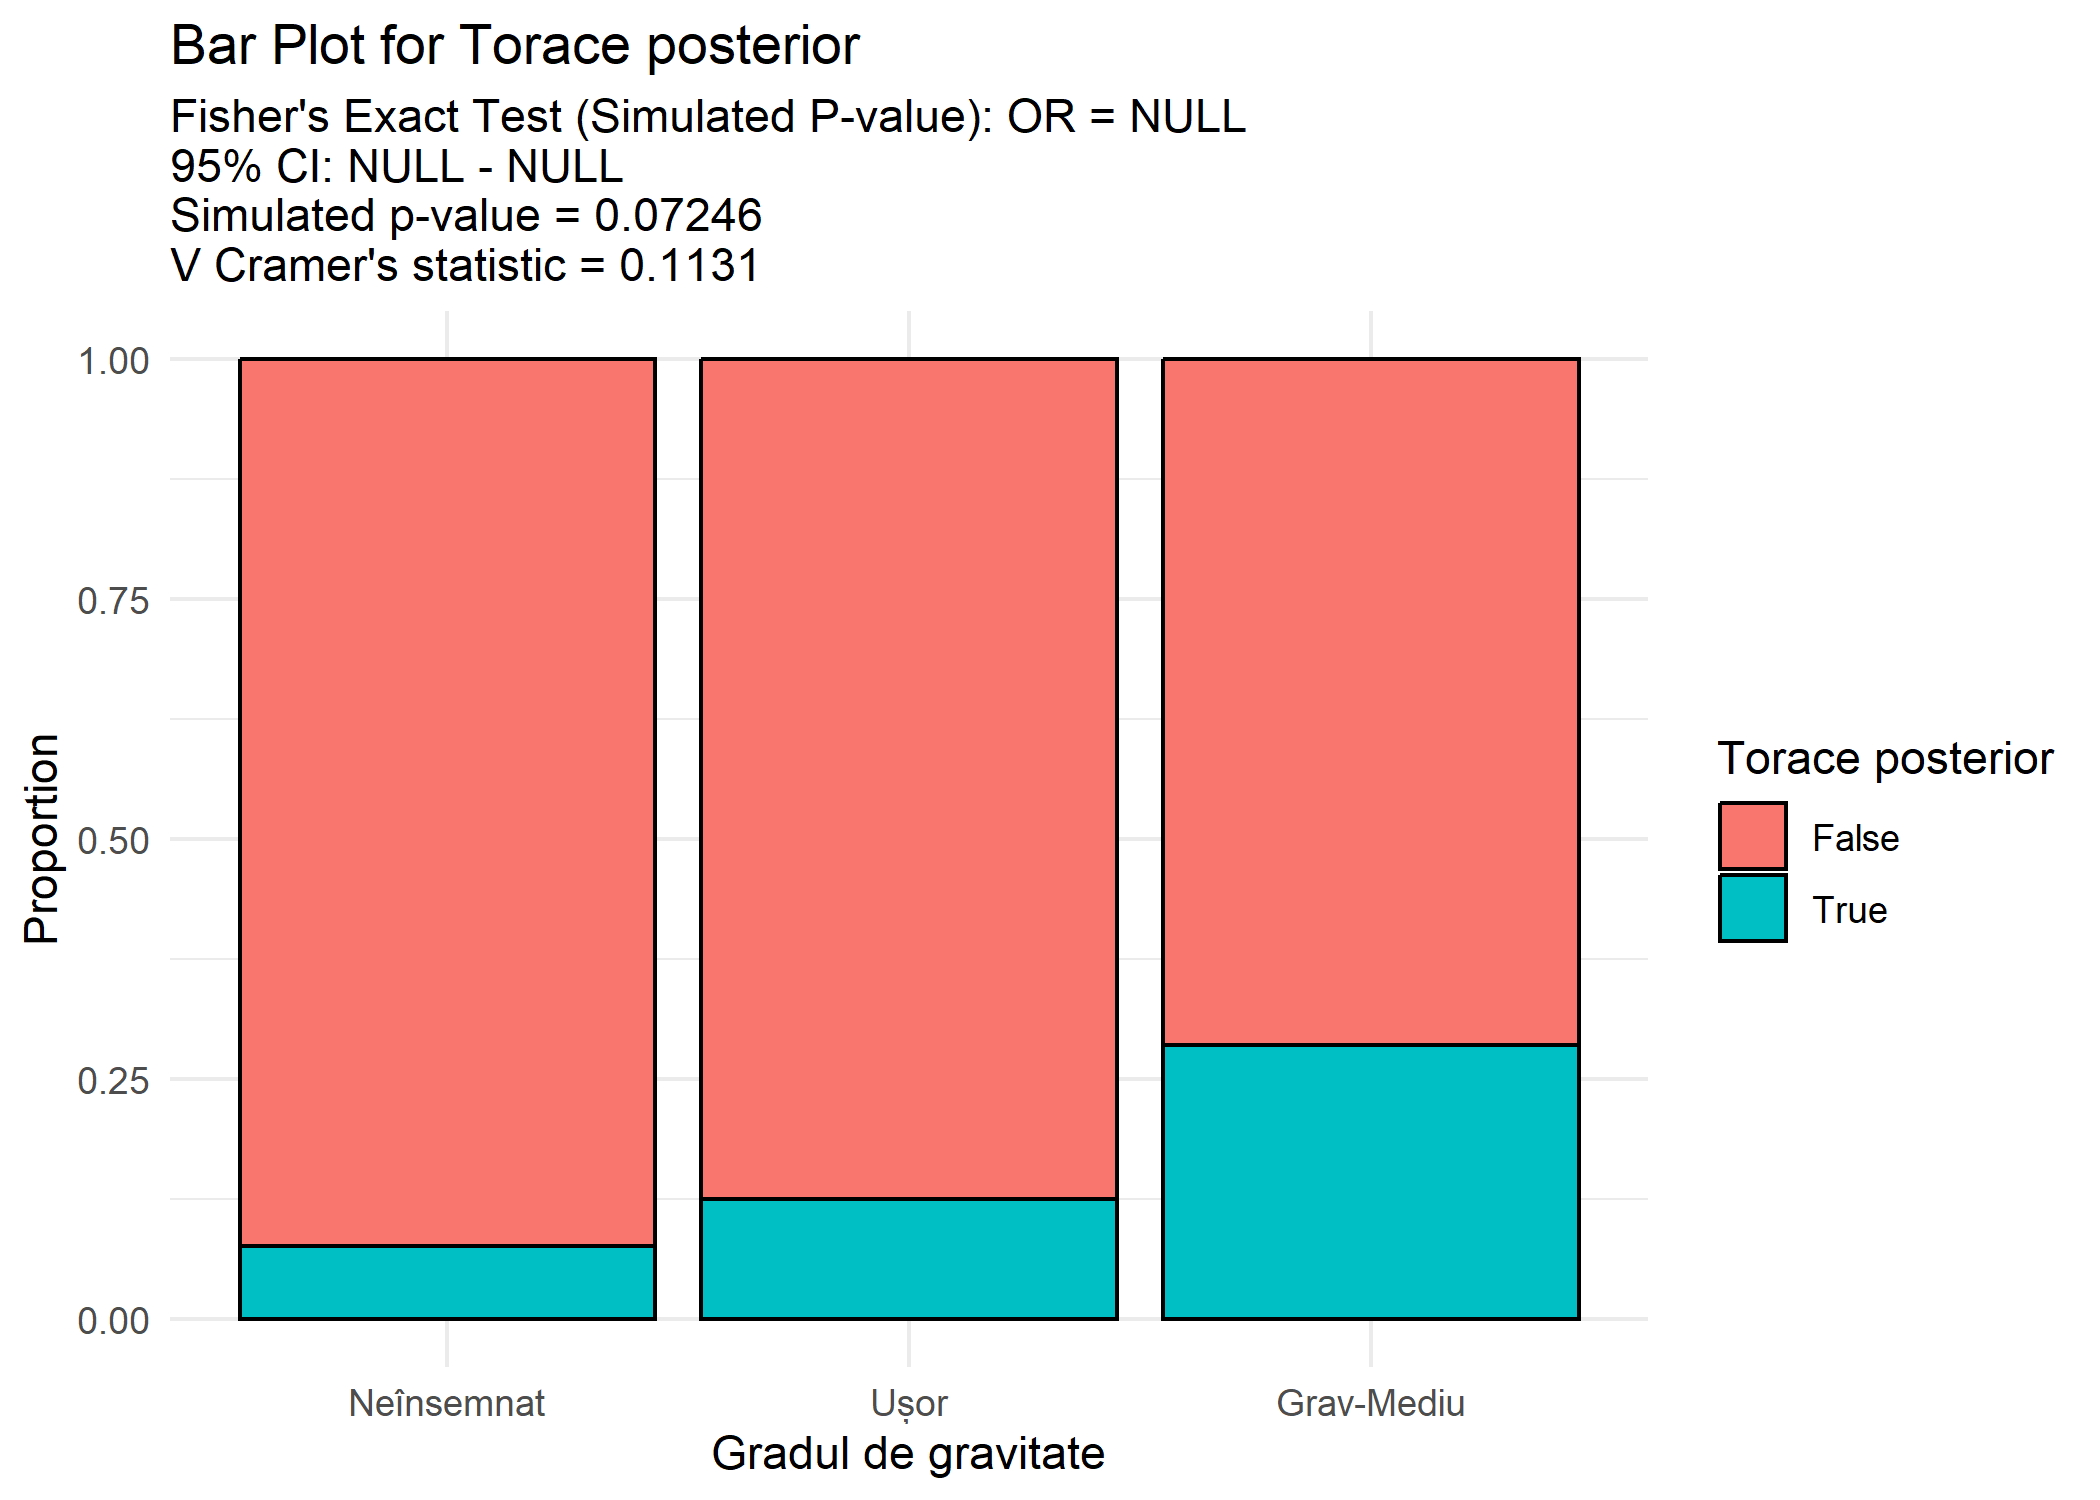 Bar Plot for Torace posterior
Fisher's Exact Test (Simulated P-value): OR = NULL
95% CI: NULL - NULL
Simulated p-value = 0.07246
V Cramer's statistic = 0.1131
1.00
0.75
0.50
0.25
0.00
Proportion
Neînsemnat
Ușor
Grav-Mediu
Gradul de gravitate
Torace posterior
False
True